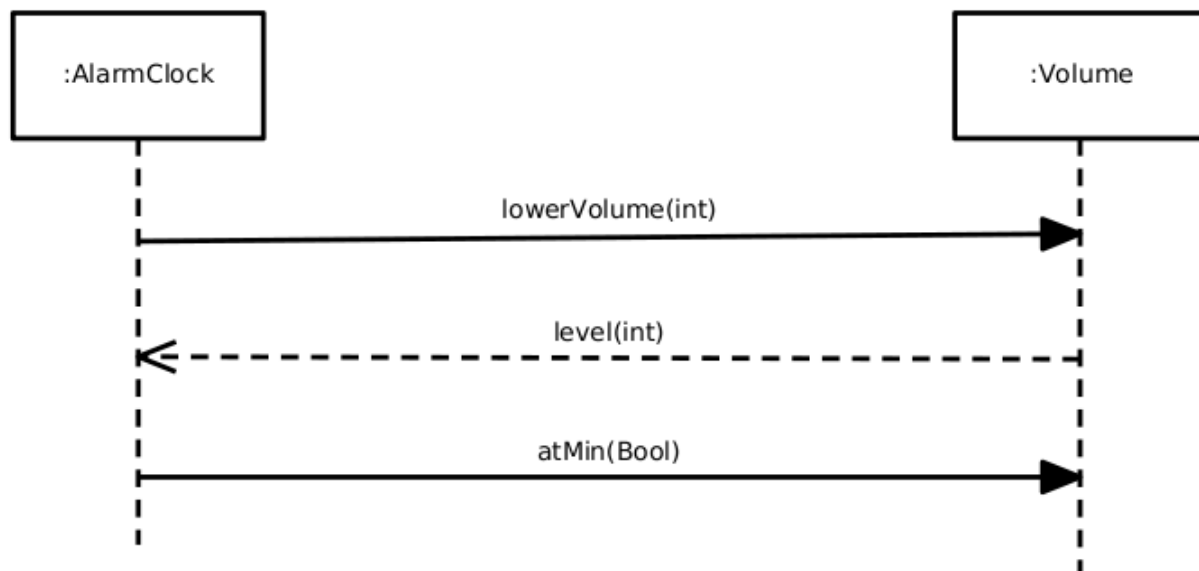 :AlarmClock
:Volume
lowerVolume(int)
level(int)
atMin(Bool)